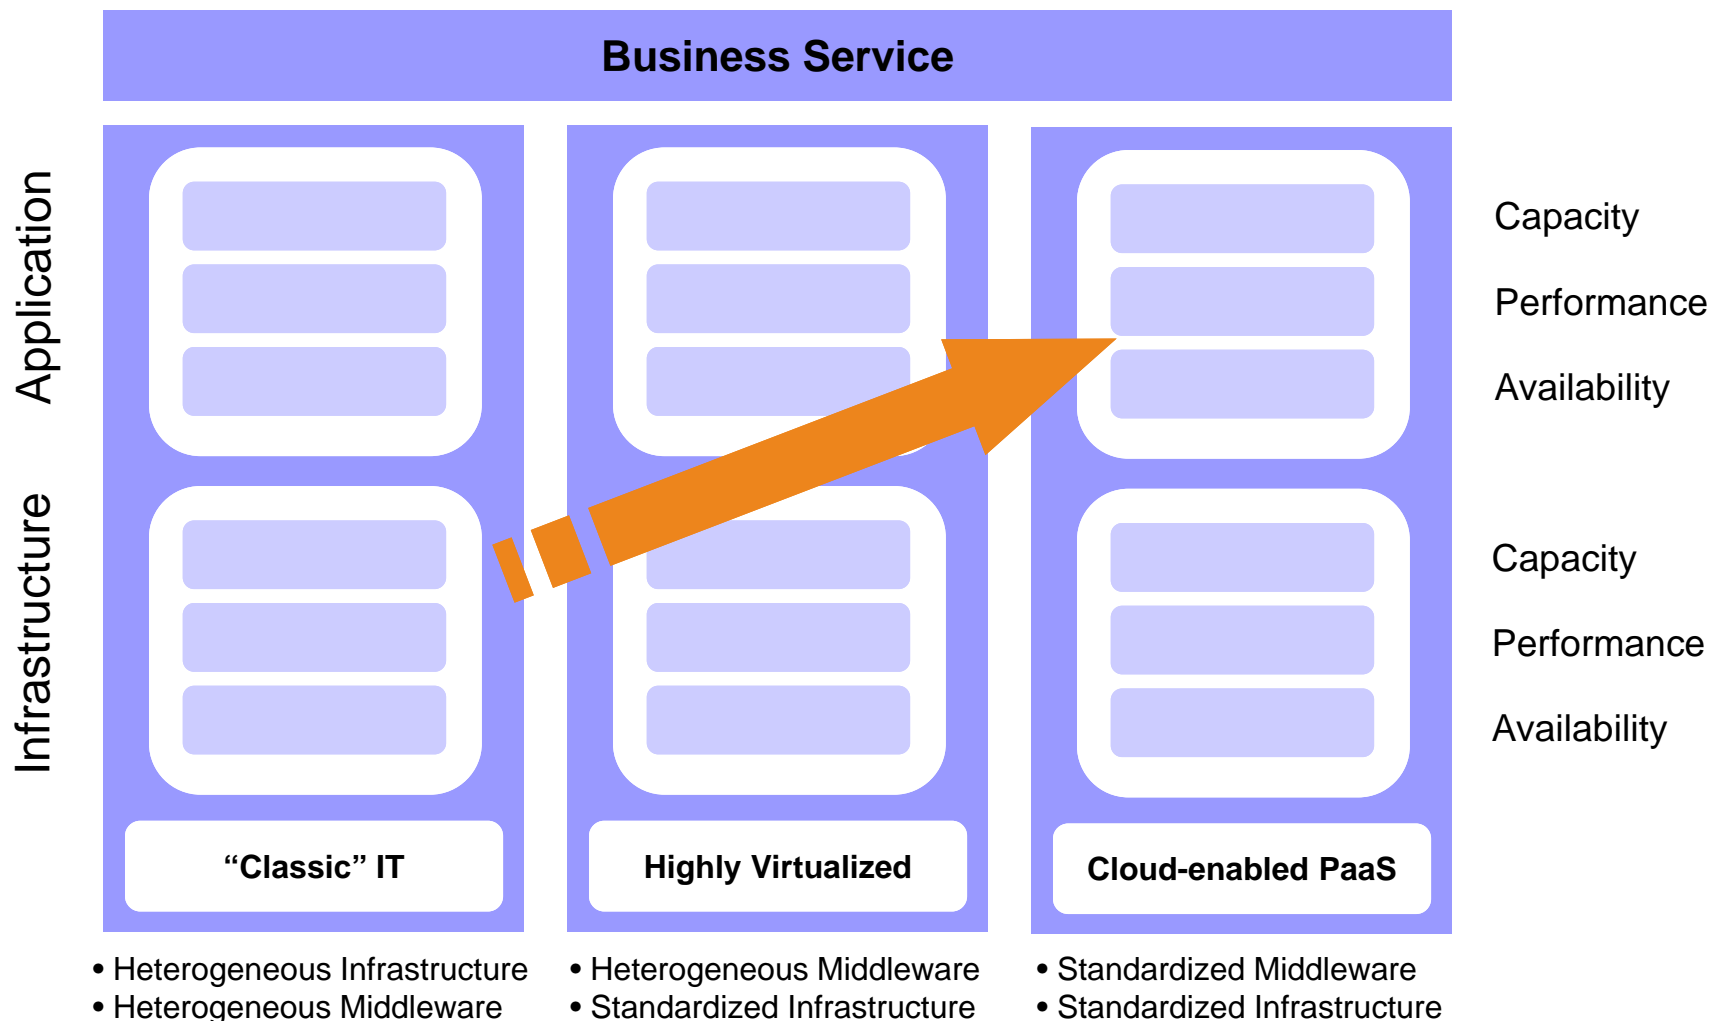 Business Service
Application
Capacity
Performance
Availability
Infrastructure
Capacity
Performance
Availability
“Classic” IT
Highly Virtualized
Cloud-enabled PaaS
• Heterogeneous Infrastructure
• Heterogeneous Middleware
• Heterogeneous Middleware
• Standardized Infrastructure
• Standardized Middleware
• Standardized Infrastructure